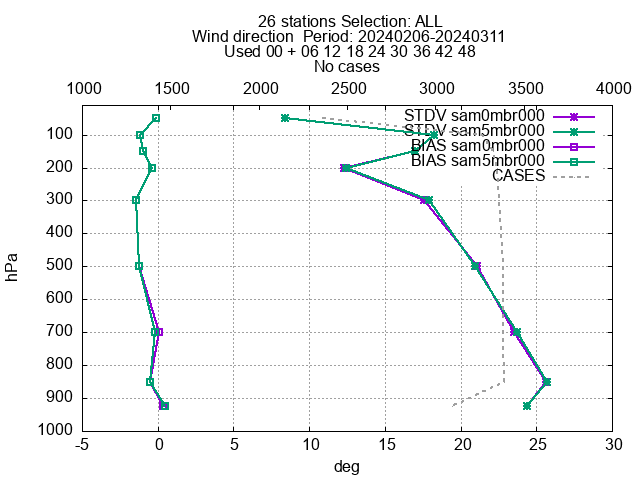 26 stations Selection: ALL
Wind direction  Period: 20240206-20240311
Used 00 + 06 12 18 24 30 36 42 48
No cases
1000 1500 2000 2500 3000 3500 4000
STDV sam0mbr000
STDV sam5mbr000
BIAS sam0mbr000
BIAS sam5mbr000
CASES
100
200
300
400
500
600
700
800
900
1000
hPa
-5 0 5 10 15 20 25 30
deg